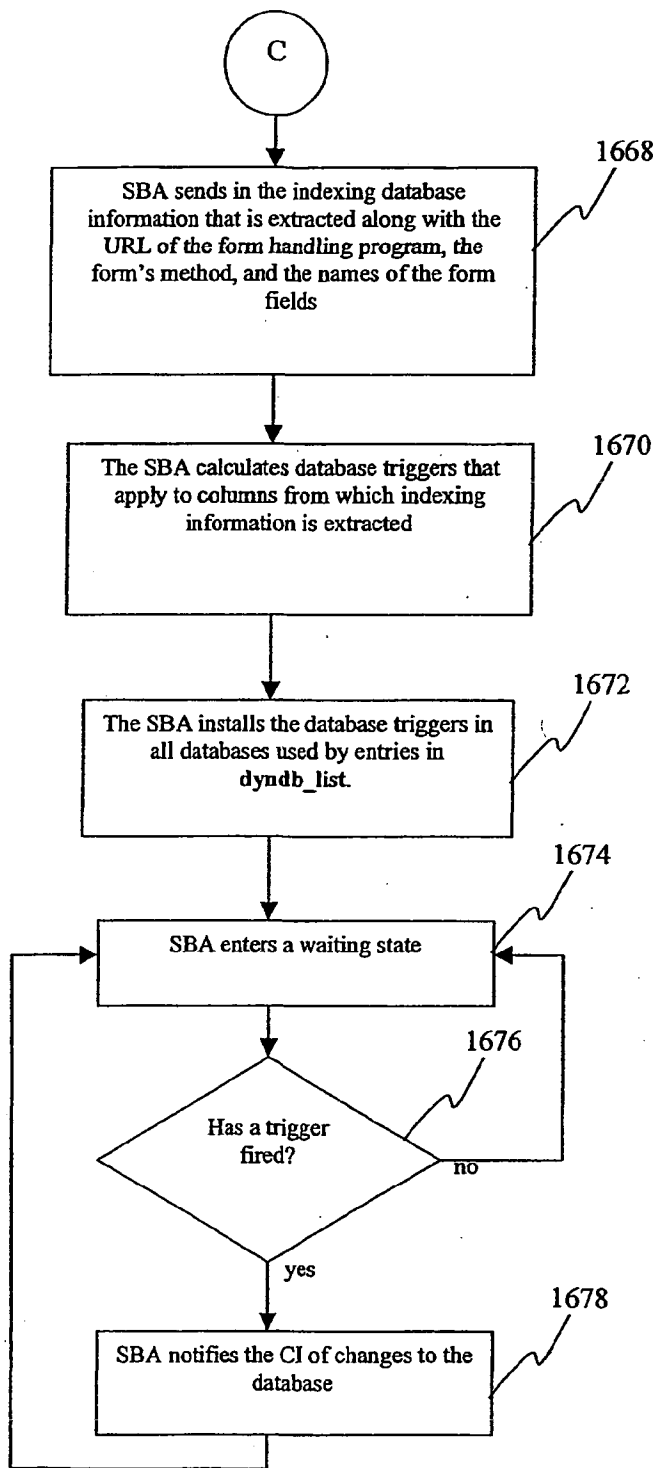 C
1668
SBA sends in the indexing database
information that is extracted along with the
URL of the form handling program, the
form's method, and the names of the form
fields
1670
The SBA calculates database triggers that
apply to columns from which indexing
information is extracted
1672
The SBA installs the database triggers in
all databases used by entries in
dyndb_list.
1674
SBA enters a waiting state
1676
Has a trigger
fired?
no
yes
1678
SBA notifies the CI of changes to the
database